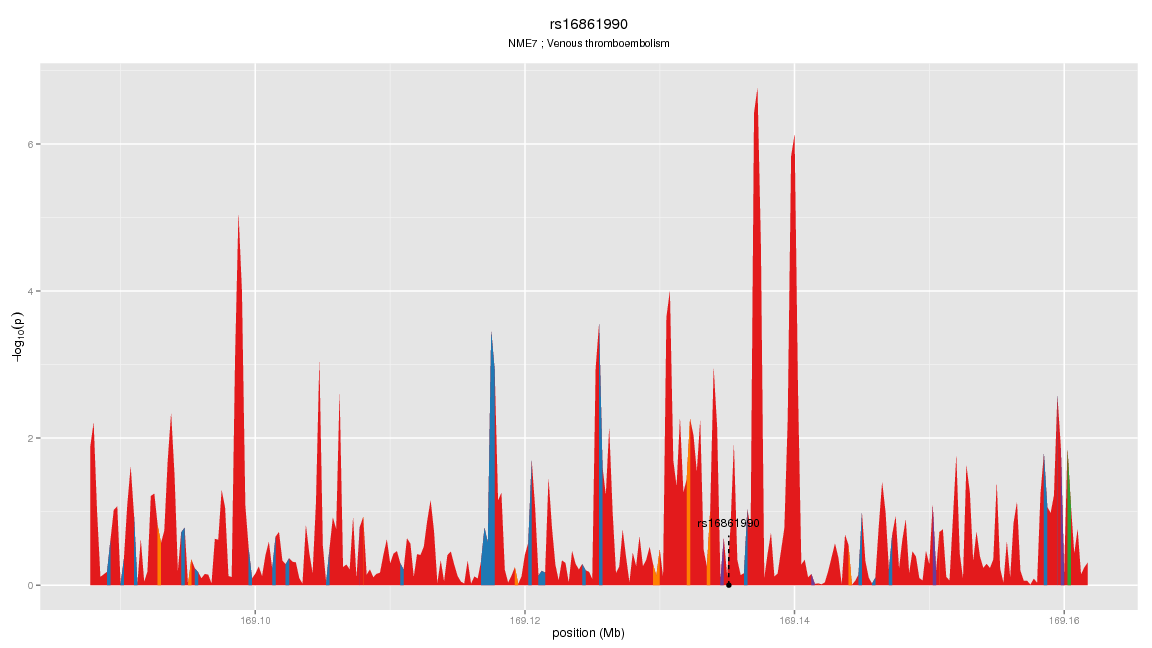 rs16861990
NME7 ; Venous thromboembolism
6
4
2
0
−log10(p)
rs16861990
169.10
169.12
169.14
169.16
position (Mb)